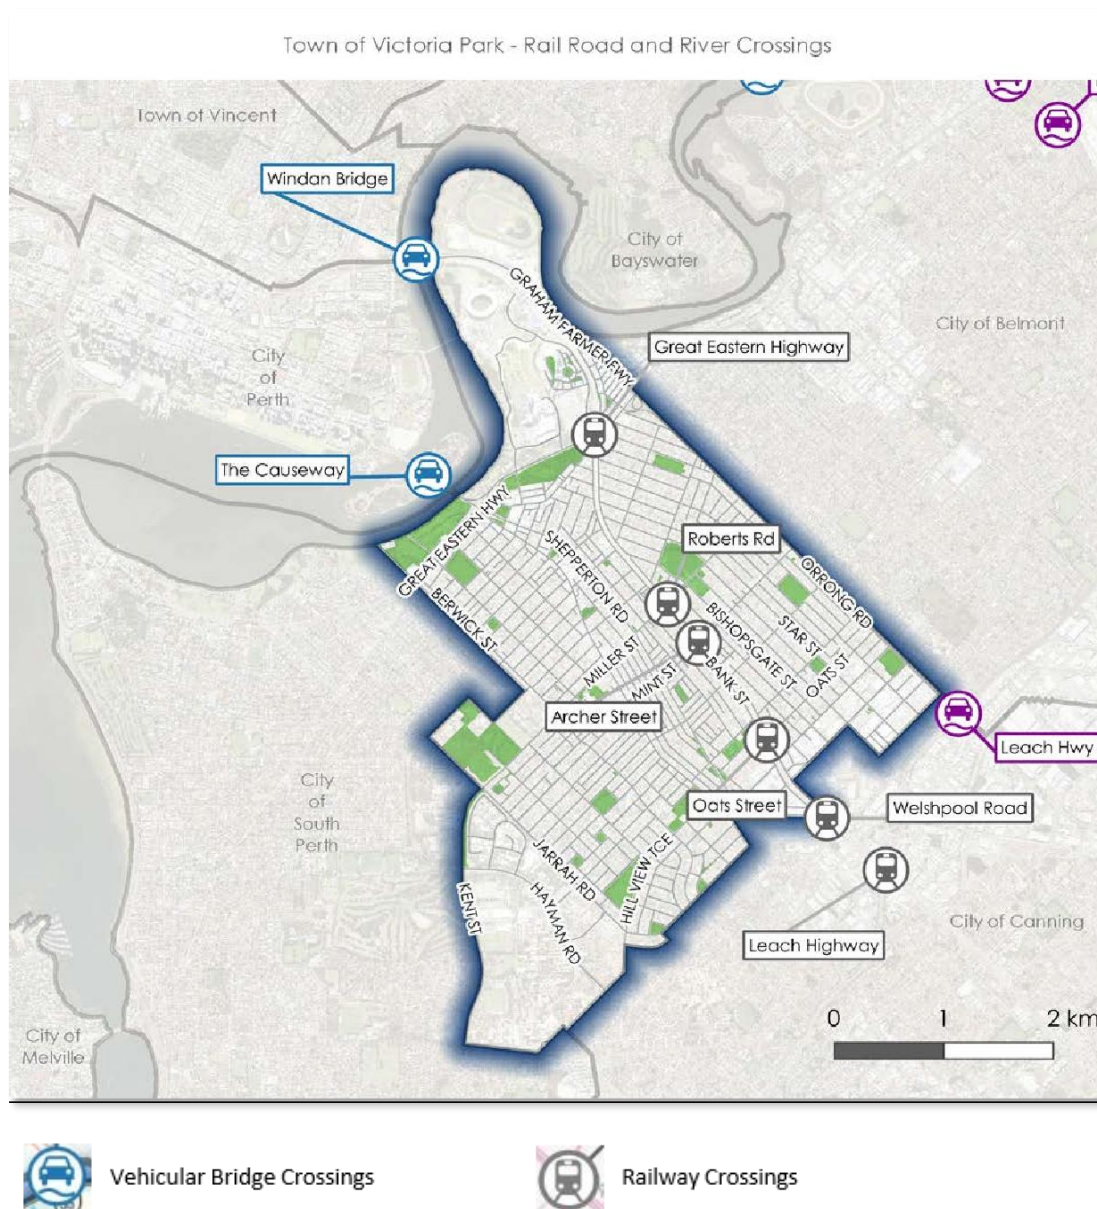 Town of Victoria Park - Rail Road and River Crossings
Town of Vincent
Windan Bridge
City of
Bayswater
GRAHAM FARMER FWY
City of Belmont
Great Eastern Highway
City
of
Perth
The Causeway
GREAT EASTERN HWY
SHEPPERTON RD
Roberts Rd
ORRONG RD
BERWICK ST
BISHOPSGATE ST
STAR ST
OATS ST
MILLER ST
MINT ST
BANK ST
Archer Street
Leach Hwy
City
of
South
Perth
Oats Street
Welshpool Road
JARRAH RD
HILL VIEW TCE
KENT ST
HAYMAN RD
City of Canning
Leach Highway
City of
Melville
0 1 2 km
Vehicular Bridge Crossings
Railway Crossings